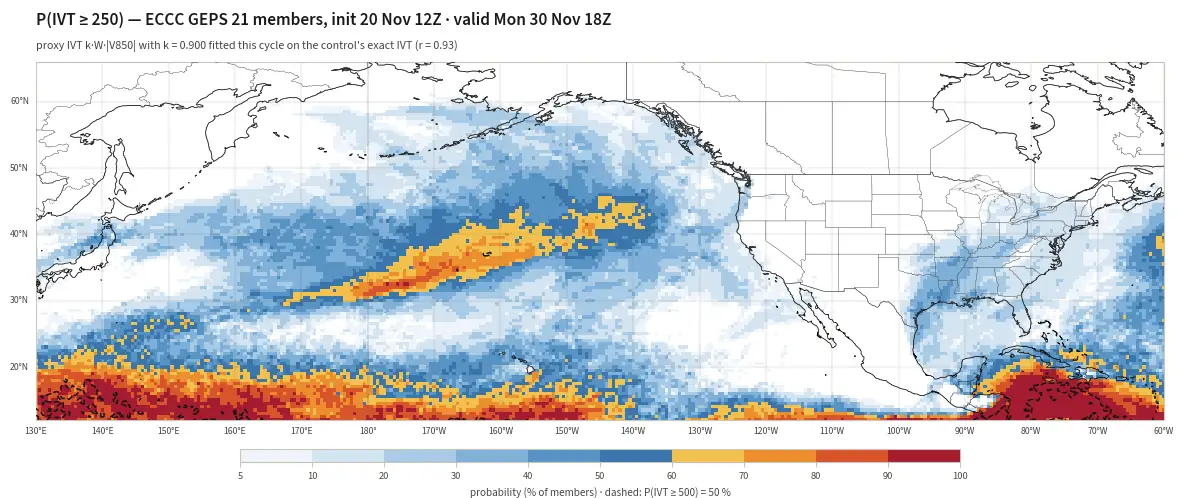 P(IVT ≥ 250) — ECCC GEPS 21 members, init 20 Nov 12Z · valid Mon 30 Nov 18Z
proxy IVT k·W·|V850| with k = 0.900 fitted this cycle on the control's exact IVT (r = 0.93)
60°N
50°N
40°N
30°N
20°N
130°E 140°E 150°E 160°E 180° 170°W 160°W 150°W 140°W 130°W 120°W 110°W 100°W 90°W 80°W 70°W 60°W
5 10 20 30 40 50 60 70 80 90 100
probability (% of members) · dashed: P(IVT ≥ 500) = 50 %